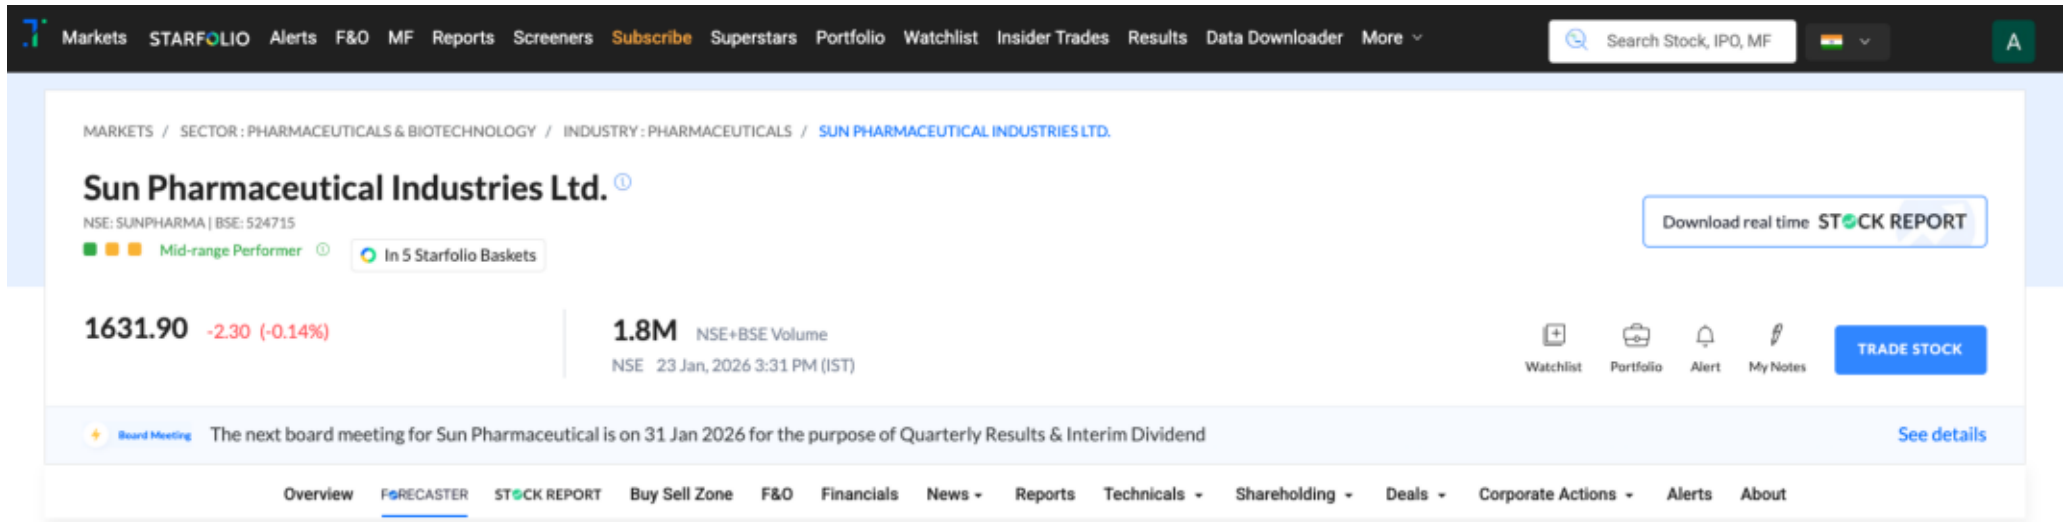 Markets STARFOLIO Alerts F&O MF Reports Screeners Subscribe Superstars Portfolio Watchlist Insider Trades Results Data Downloader More Search Stock, IPO, MF A
MARKETS / SECTOR : PHARMACEUTICALS & BIOTECHNOLOGY / INDUSTRY : PHARMACEUTICALS / SUN PHARMACEUTICAL INDUSTRIES LTD.
Sun Pharmaceutical Industries Ltd.
NSE: SUNPHARMA | BSE: 524715
Mid-range Performer In 5 Starfolio Baskets
Download real time STOCK REPORT
1631.90 -2.30 (-0.14%)
1.8M NSE+BSE Volume
NSE 23 Jan, 2026 3:31 PM (IST)
Watchlist Portfolio Alert My Notes TRADE STOCK
Board Meeting The next board meeting for Sun Pharmaceutical is on 31 Jan 2026 for the purpose of Quarterly Results & Interim Dividend See details
Overview FORECASTER STOCK REPORT Buy Sell Zone F&O Financials News Reports Technicals Shareholding Deals Corporate Actions Alerts About